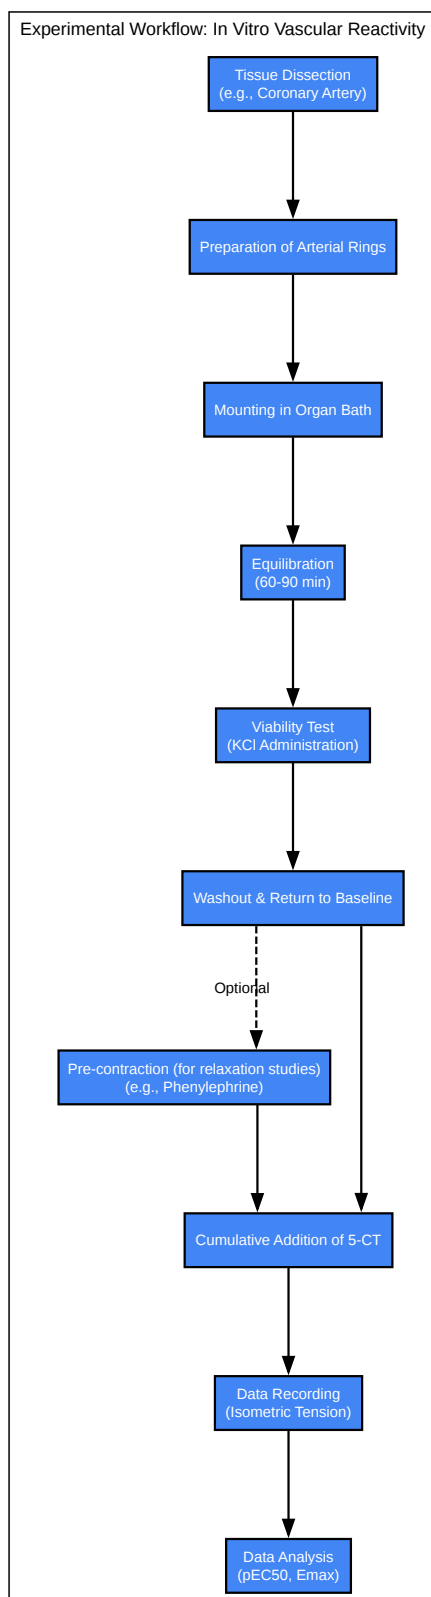 Experimental Workflow: In Vitro Vascular Reactivity
Tissue Dissection
(e.g., Coronary Artery)
Preparation of Arterial Rings
Mounting in Organ Bath
Equilibration
(60-90 min)
Viability Test
(KCl Administration)
Washout & Return to Baseline
Optional
Pre-contraction (for relaxation studies)
(e.g., Phenylephrine)
Cumulative Addition of 5-CT
Data Recording
(Isometric Tension)
Data Analysis
(pEC50, Emax)